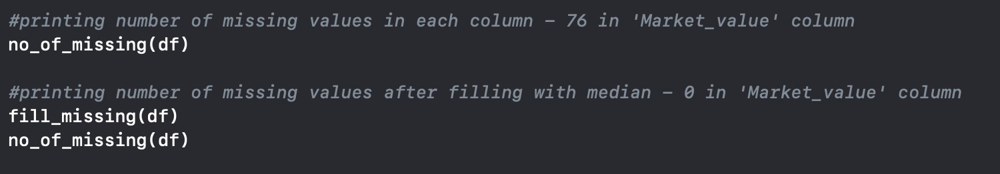 #printing number of missing values in each column – 76 in 'Market_value' column
no_of_missing(df)
#printing number of missing values after filling with median – 0 in 'Market_value' column
fill_missing(df)
no_of_missing(df)